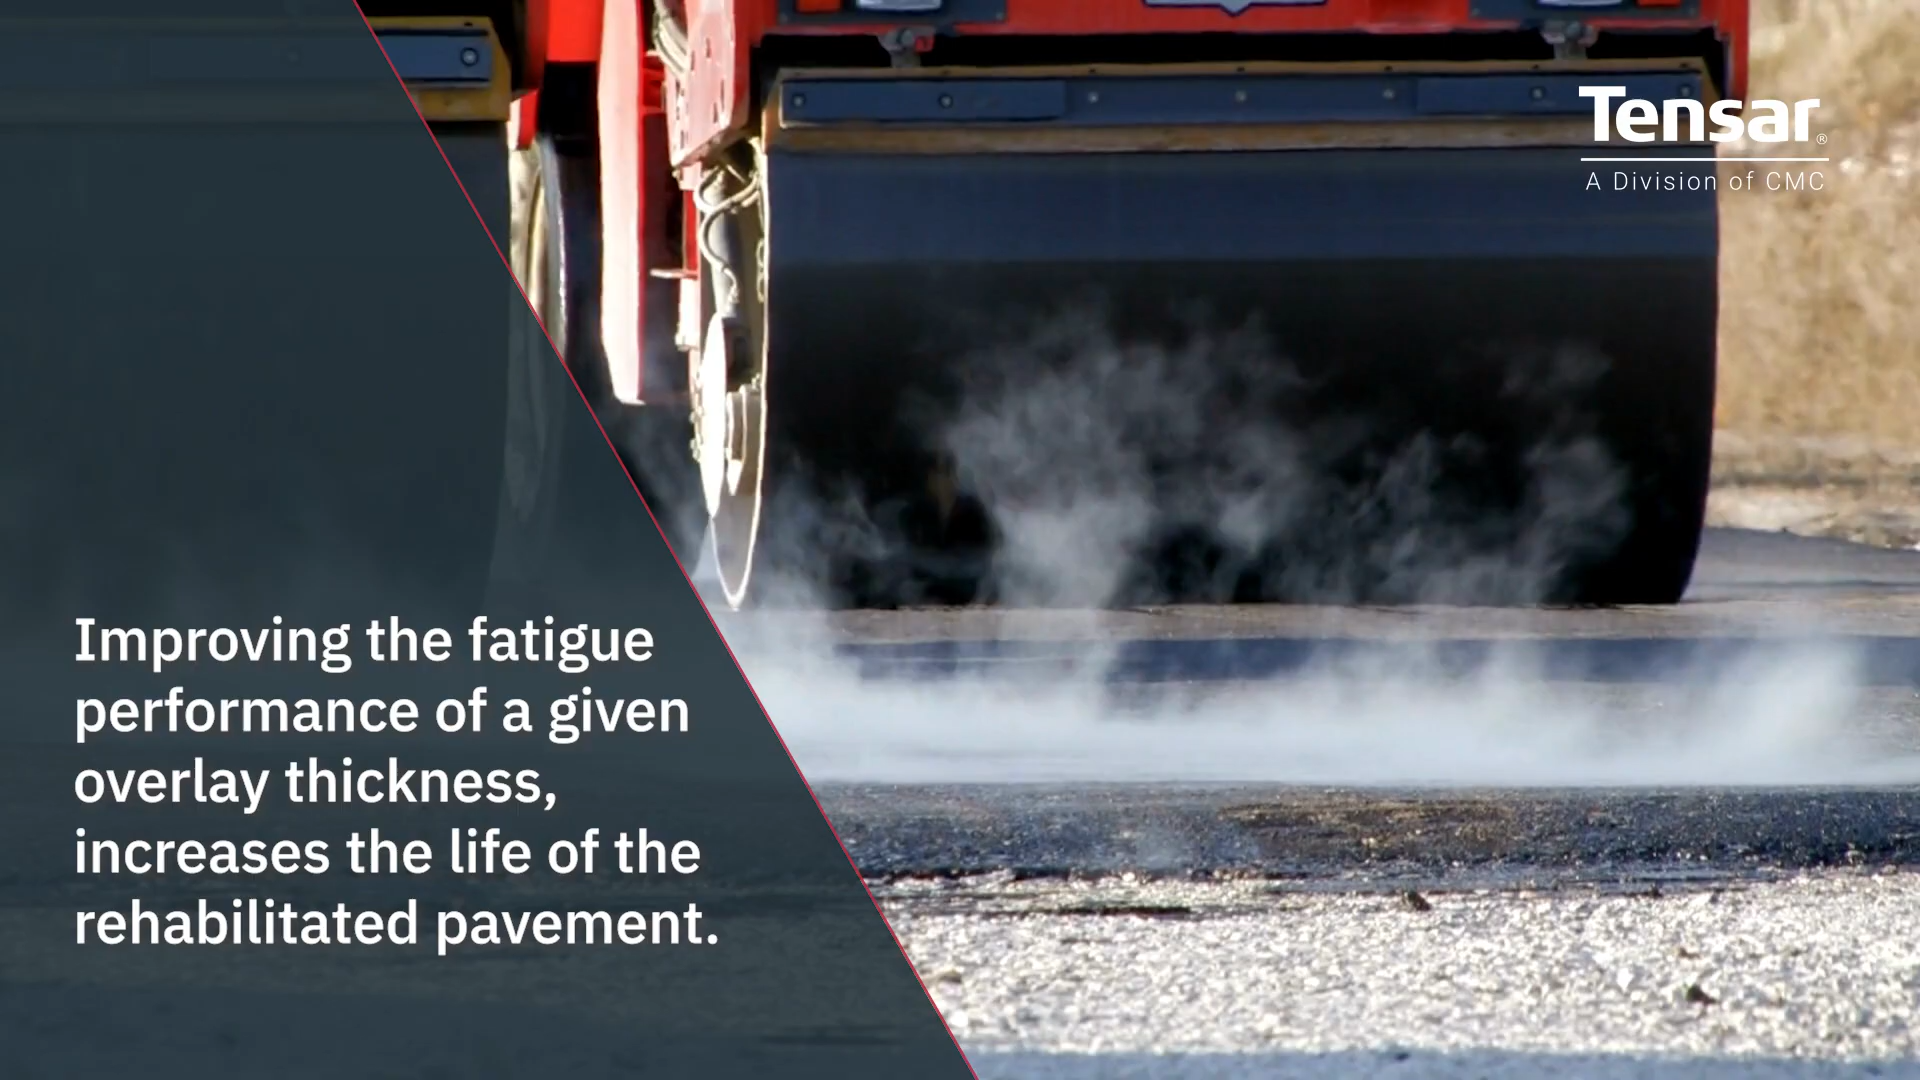 Tensar®
A Division of CMC
Improving the fatigue
performance of a given
overlay thickness,
increases the life of the
rehabilitated pavement.